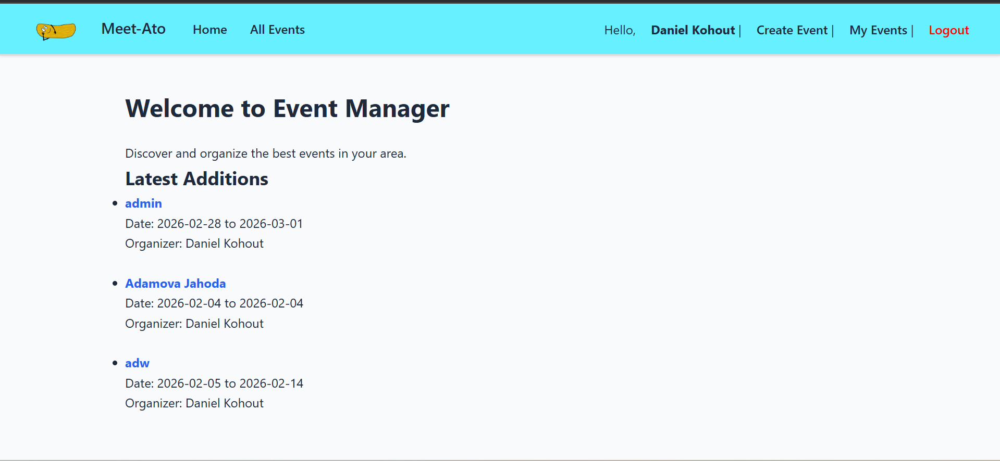 Meet-Ato Home All Events Hello, Daniel Kohout | Create Event | My Events | Logout
Welcome to Event Manager
Discover and organize the best events in your area.
Latest Additions
admin
Date: 2026-02-28 to 2026-03-01
Organizer: Daniel Kohout
Adamova Jahoda
Date: 2026-02-04 to 2026-02-04
Organizer: Daniel Kohout
adw
Date: 2026-02-05 to 2026-02-14
Organizer: Daniel Kohout